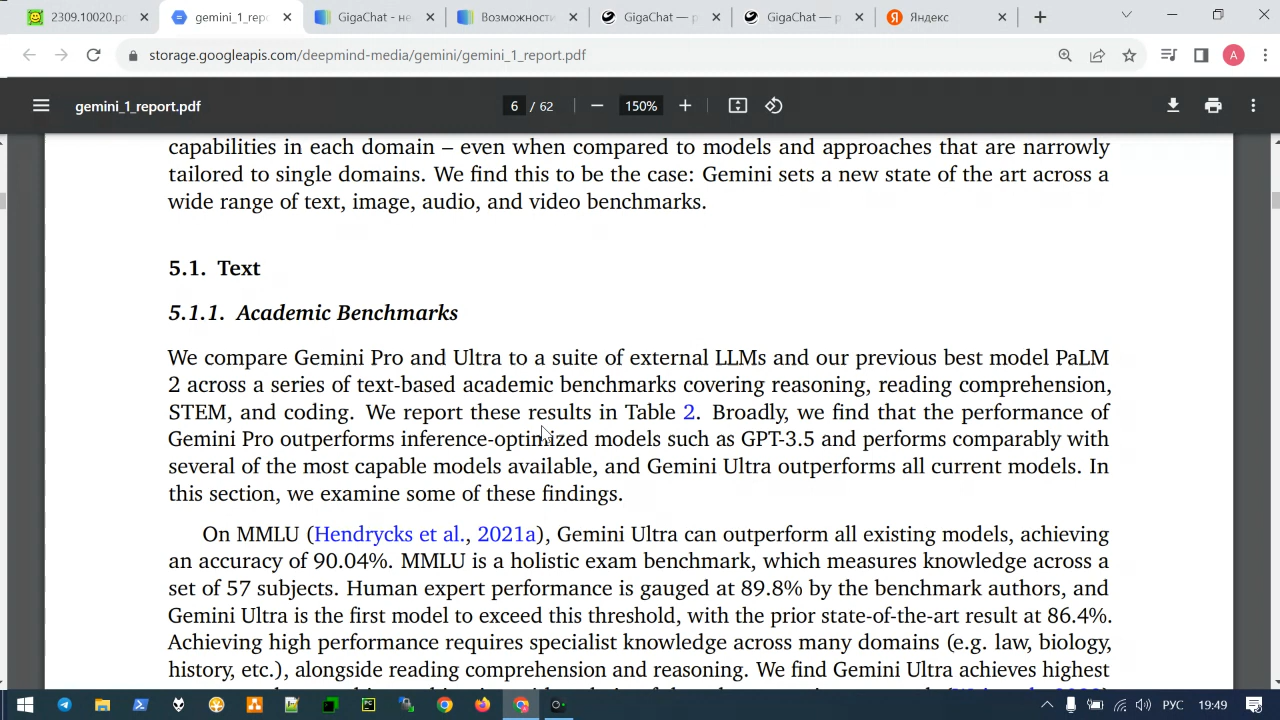 2309.10020.p
gemini_1_repo
GigaChat - не
Возможности
GigaChat — р
GigaChat — р
Яндекс
storage.googleapis.com/deepmind-media/gemini/gemini_1_report.pdf
A
gemini_1_report.pdf
6 / 62
150%
capabilities in each domain – even when compared to models and approaches that are narrowly
tailored to single domains. We find this to be the case: Gemini sets a new state of the art across a
wide range of text, image, audio, and video benchmarks.
5.1. Text
5.1.1. Academic Benchmarks
We compare Gemini Pro and Ultra to a suite of external LLMs and our previous best model PaLM
2 across a series of text-based academic benchmarks covering reasoning, reading comprehension,
STEM, and coding. We report these results in Table 2. Broadly, we find that the performance of
Gemini Pro outperforms inference-optimized models such as GPT-3.5 and performs comparably with
several of the most capable models available, and Gemini Ultra outperforms all current models. In
this section, we examine some of these findings.
On MMLU (Hendrycks et al., 2021a), Gemini Ultra can outperform all existing models, achieving
an accuracy of 90.04%. MMLU is a holistic exam benchmark, which measures knowledge across a
set of 57 subjects. Human expert performance is gauged at 89.8% by the benchmark authors, and
Gemini Ultra is the first model to exceed this threshold, with the prior state-of-the-art result at 86.4%.
Achieving high performance requires specialist knowledge across many domains (e.g. law, biology,
history, etc.), alongside reading comprehension and reasoning. We find Gemini Ultra achieves highest
РУС
19:49